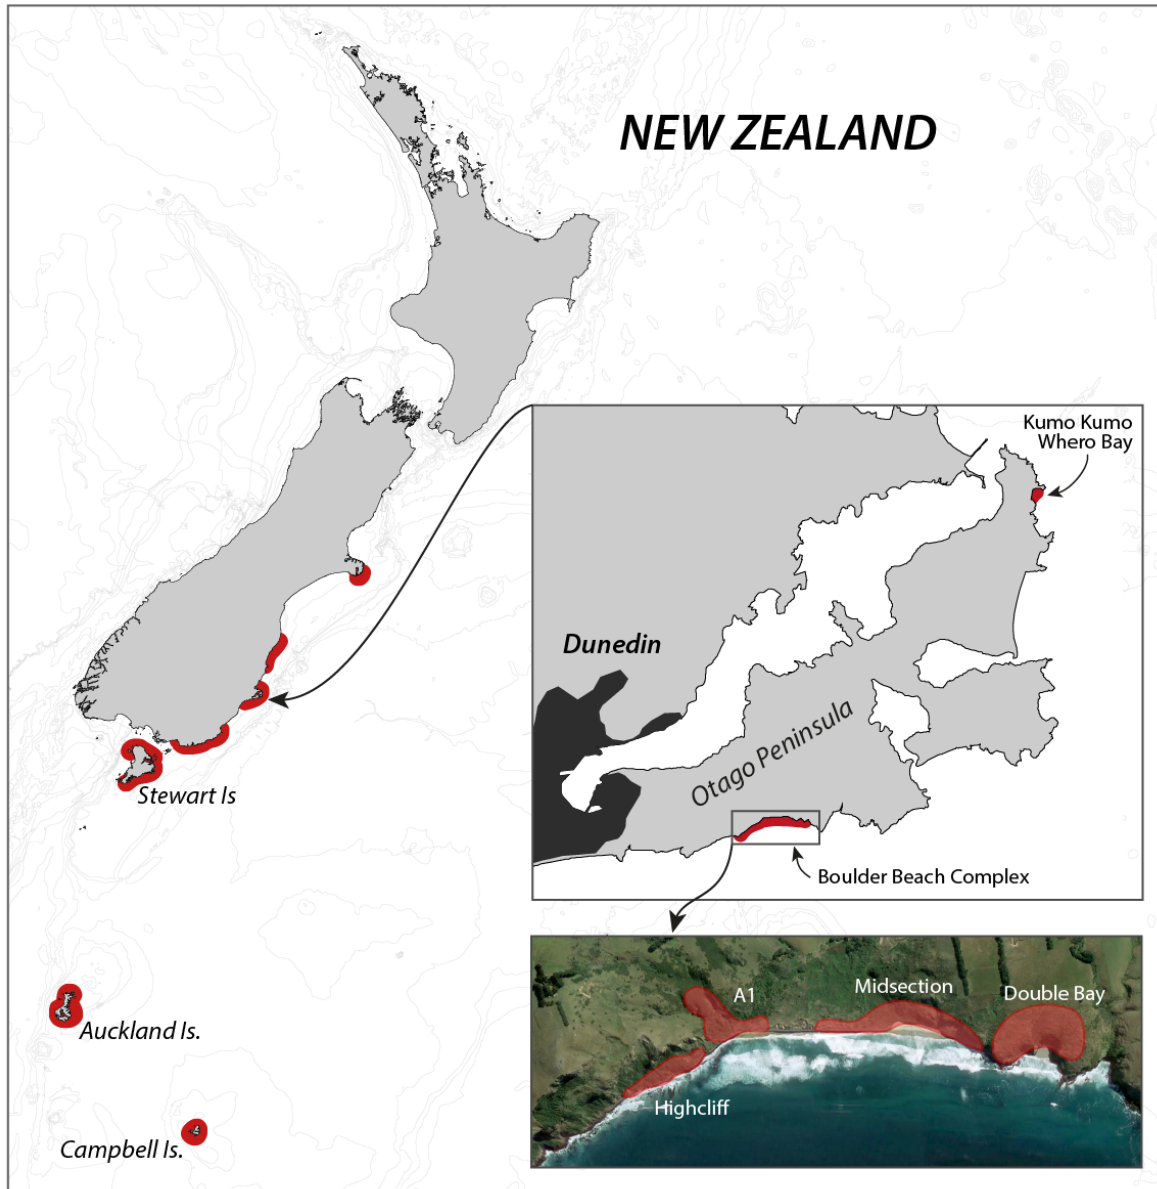 NEW ZEALAND
Kumo Kumo
Whero Bay
Dunedin
Otago Peninsula
Stewart Is
Boulder Beach Complex
A1
Midsection
Double Bay
Highcliff
Auckland Is.
Campbell Is.